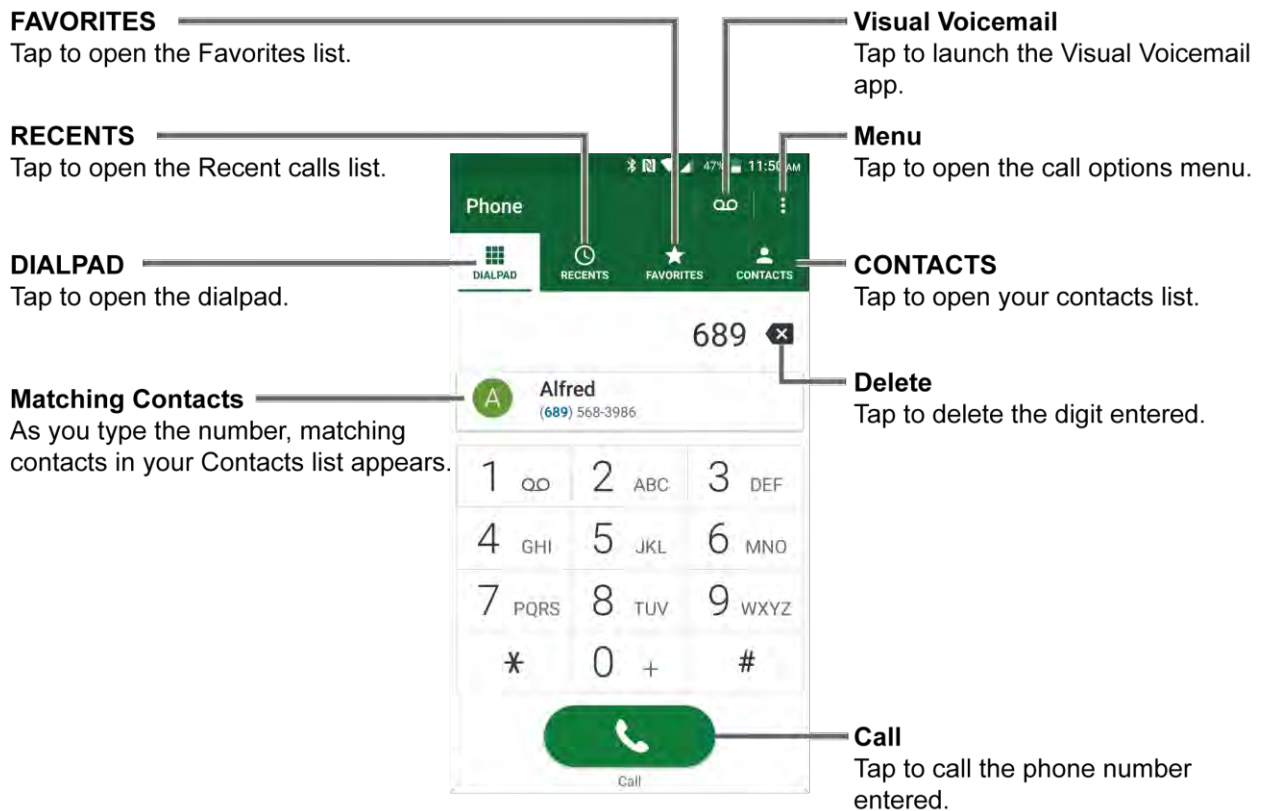 FAVORITES
Tap to open the Favorites list.
RECENTS
Tap to open the Recent calls list.
DIALPAD
Tap to open the dialpad.
Matching Contacts
As you type the number, matching
contacts in your Contacts list appears.
47% 11:50 AM
Phone
DIALPAD RECENTS FAVORITES CONTACTS
689
A Alfred
(689) 568-3986
1 2 ABC 3 DEF
4 GHI 5 JKL 6 MNO
7 PQRS 8 TUV 9 WXYZ
* 0 + #
Call
Visual Voicemail
Tap to launch the Visual Voicemail
app.
Menu
Tap to open the call options menu.
CONTACTS
Tap to open your contacts list.
Delete
Tap to delete the digit entered.
Call
Tap to call the phone number
entered.